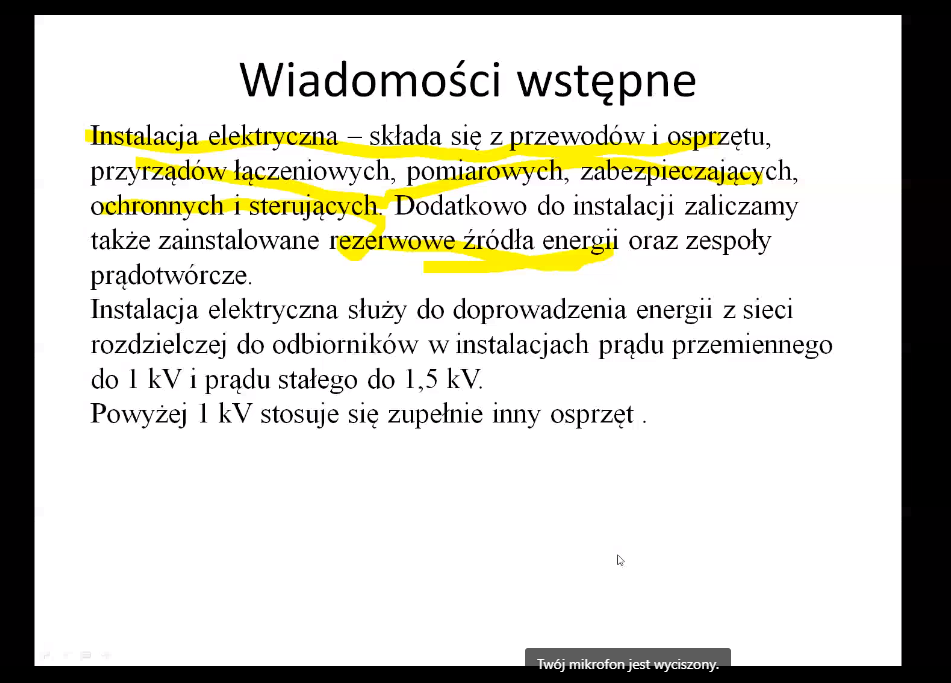 Wiadomości wstępne
Instalacja elektryczna – składa się z przewodów i osprzętu,
przyrządów łączeniowych, pomiarowych, zabezpieczających,
ochronnych i sterujących. Dodatkowo do instalacji zaliczamy
także zainstalowane rezerwowe źródła energii oraz zespoły
prądotwórcze.
Instalacja elektryczna służy do doprowadzenia energii z sieci
rozdzielczej do odbiorników w instalacjach prądu przemiennego
do 1 kV i prądu stałego do 1,5 kV.
Powyżej 1 kV stosuje się zupełnie inny osprzęt .
Twój mikrofon jest wyciszony.